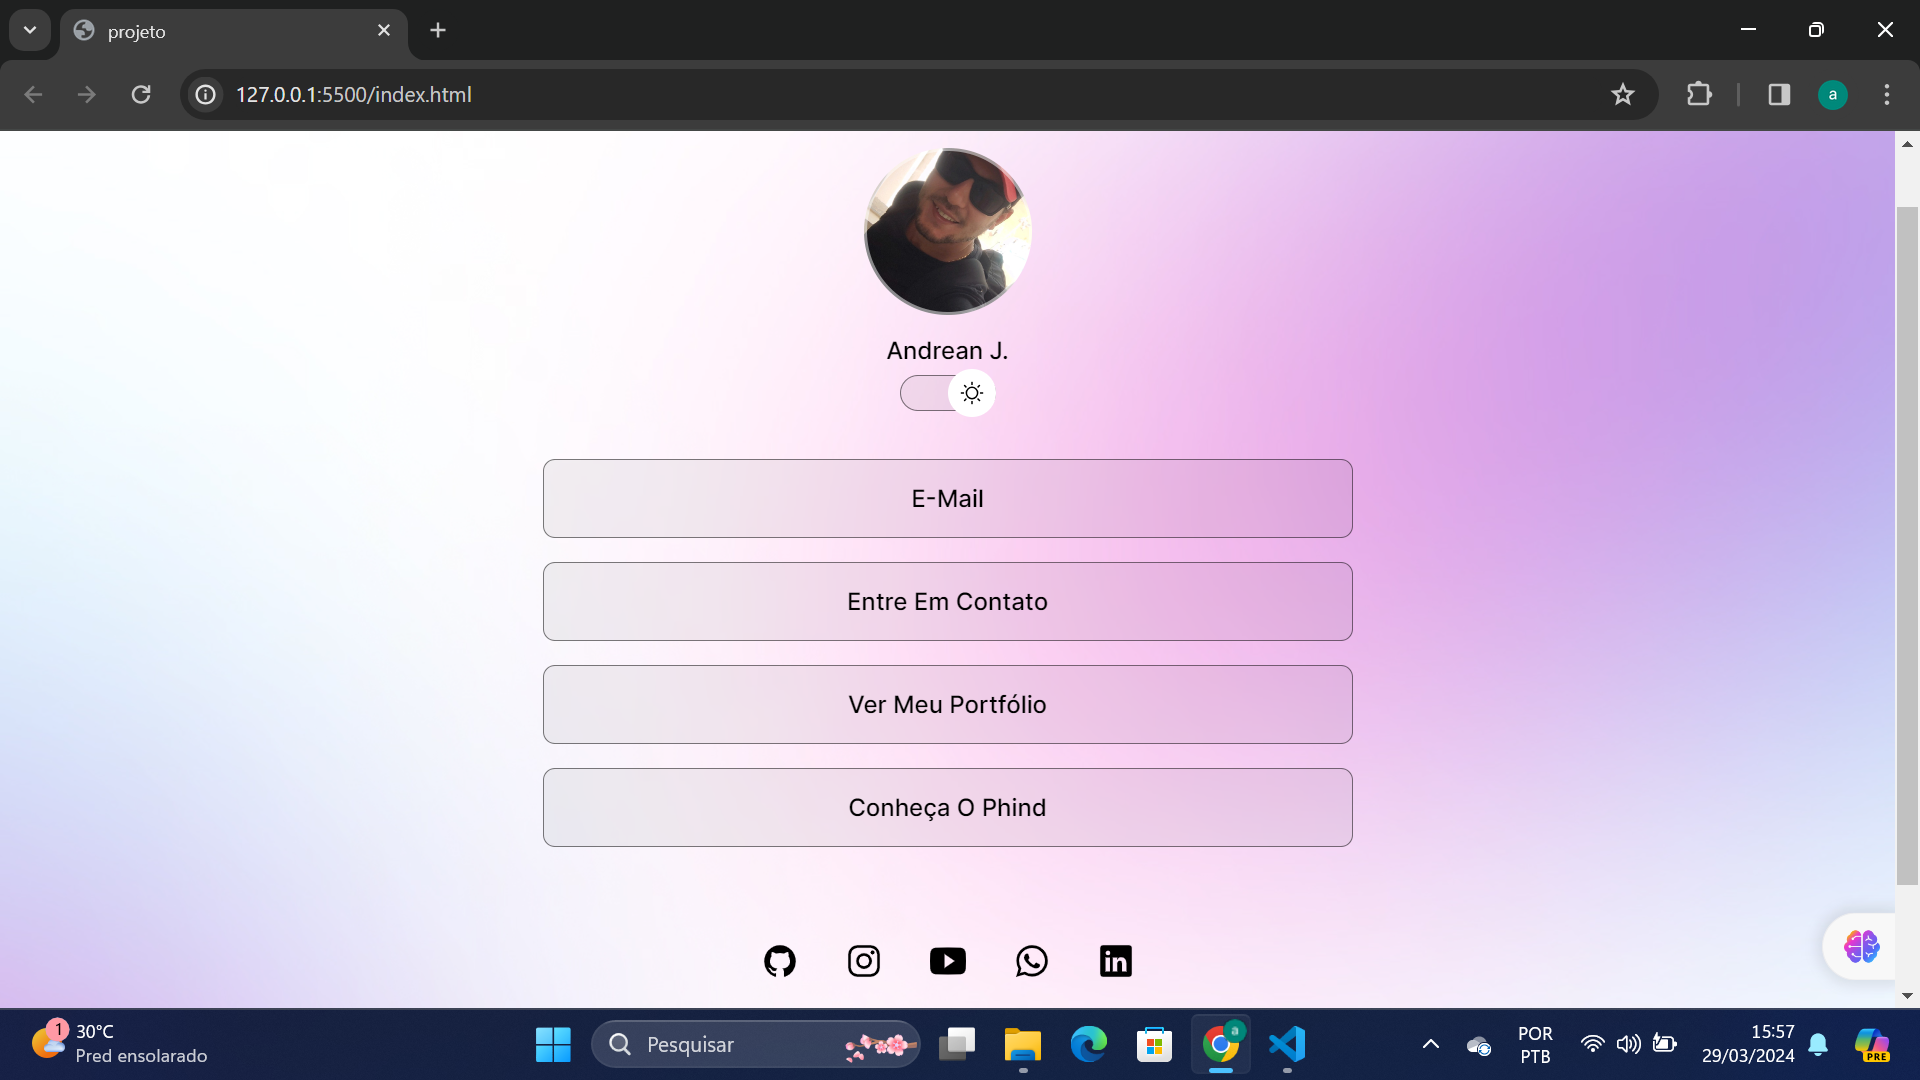 projeto
127.0.0.1:5500/index.html
a
Andrean J.
E-Mail
Entre Em Contato
Ver Meu Portfólio
Conheça O Phind
in
1
30°C
Pred ensolarado
Pesquisar
a
POR
PTB
15:57
29/03/2024
PRE